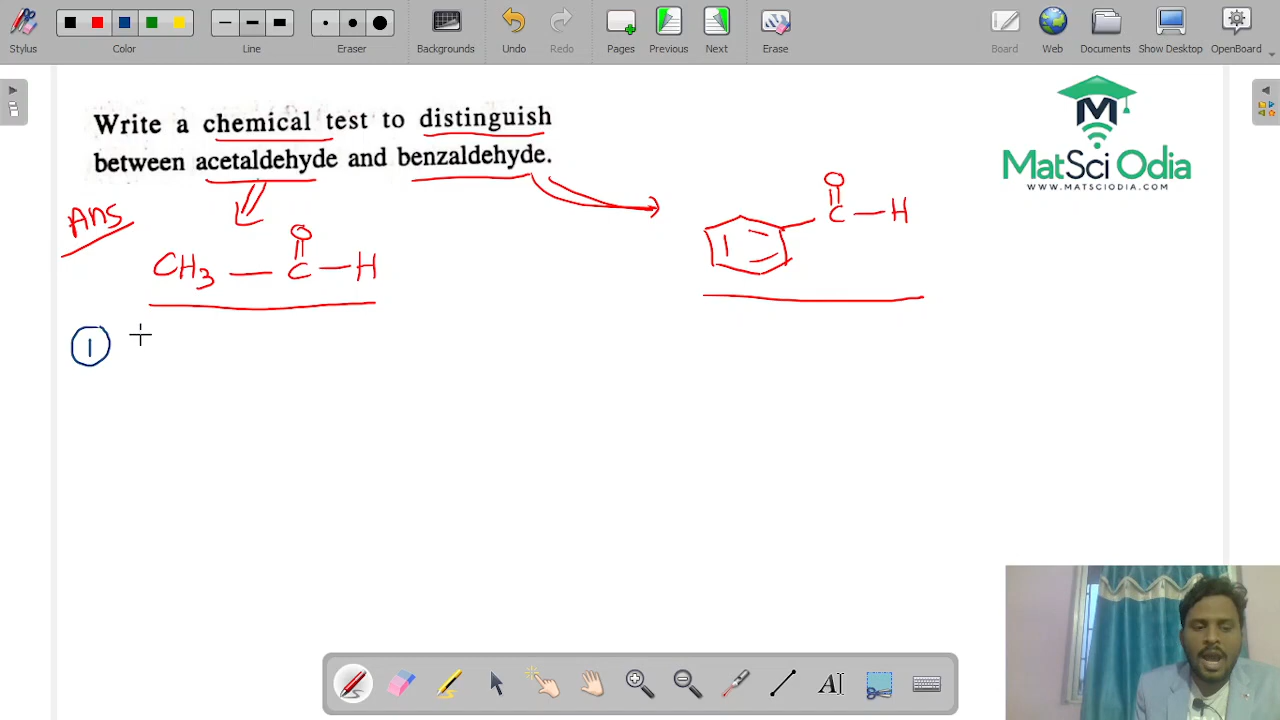 Stylus
Color
Line
Eraser
Backgrounds
Undo
Redo
Pages
Previous
Next
Erase
Board
Web
Documents
Show Desktop
OpenBoard
Write a chemical test to distinguish
between acetaldehyde and benzaldehyde.
M
MatSci Odia
WWW.MATSCIODIA.COM
Ans
O
CH3 — C — H
O
C — H
1
AI